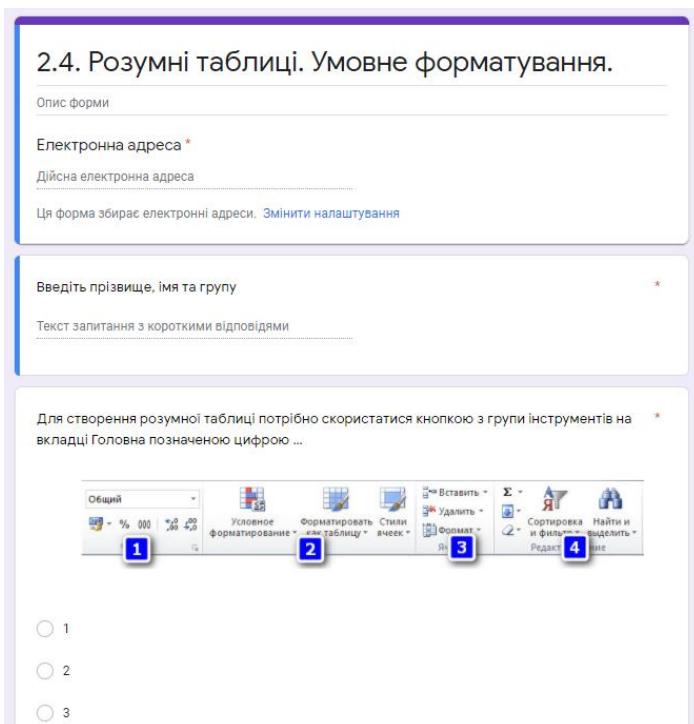 2.4. Розумні таблиці. Умовне форматування.
Опис форми
Електронна адреса *
Дійсна електронна адреса
Ця форма збирає електронні адреси. Змінити налаштування
Введіть прізвище, імя та групу *
Текст запитання з короткими відповідями
Для створення розумної таблиці потрібно скористатися кнопкою з групи інструментів на *
вкладці Головна позначеною цифрою ...
Общий
% 000
Условное форматирование
Форматировать как таблицу
Стили ячеек
Вставить
Удалить
Формат
Σ
Сортировка и фильтр
Найти и выделить
1
2
3
4
1
2
3